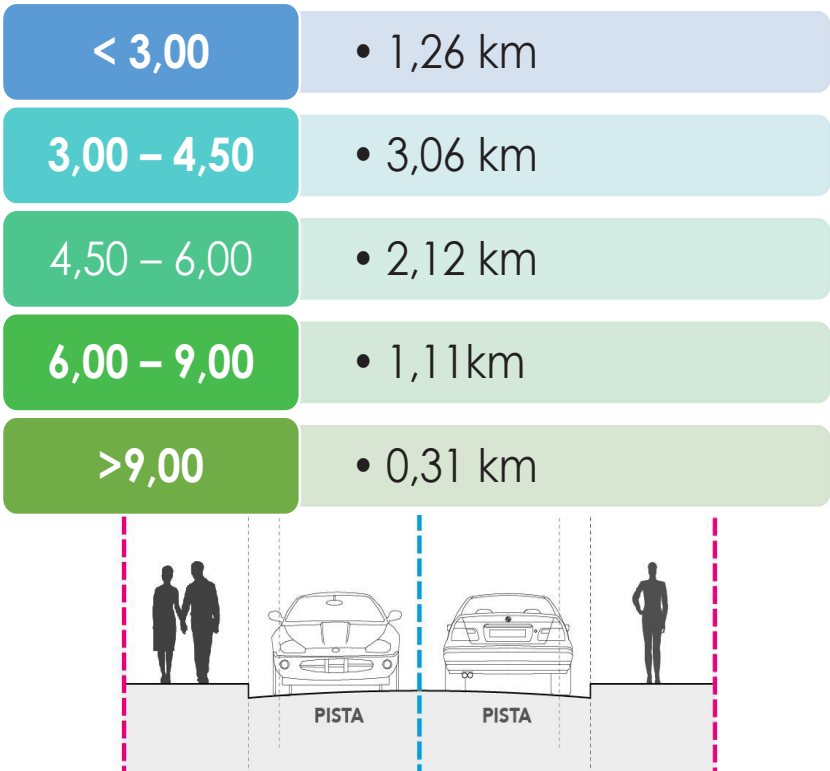 < 3,00
• 1,26 km
3,00 – 4,50
• 3,06 km
4,50 – 6,00
• 2,12 km
6,00 – 9,00
• 1,11km
>9,00
• 0,31 km
PISTA PISTA